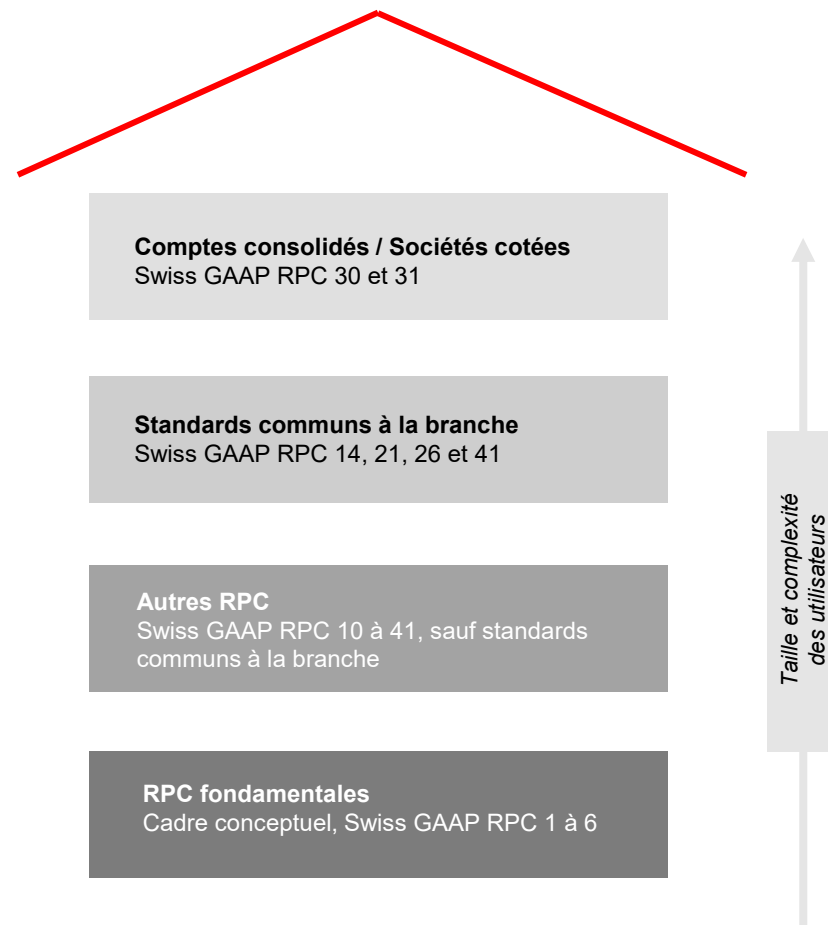 Comptes consolidés / Sociétés cotées
Swiss GAAP RPC 30 et 31
Standards communs à la branche
Swiss GAAP RPC 14, 21, 26 et 41
Autres RPC
Swiss GAAP RPC 10 à 41, sauf standards
communs à la branche
RPC fondamentales
Cadre conceptuel, Swiss GAAP RPC 1 à 6
Taille et complexité
des utilisateurs